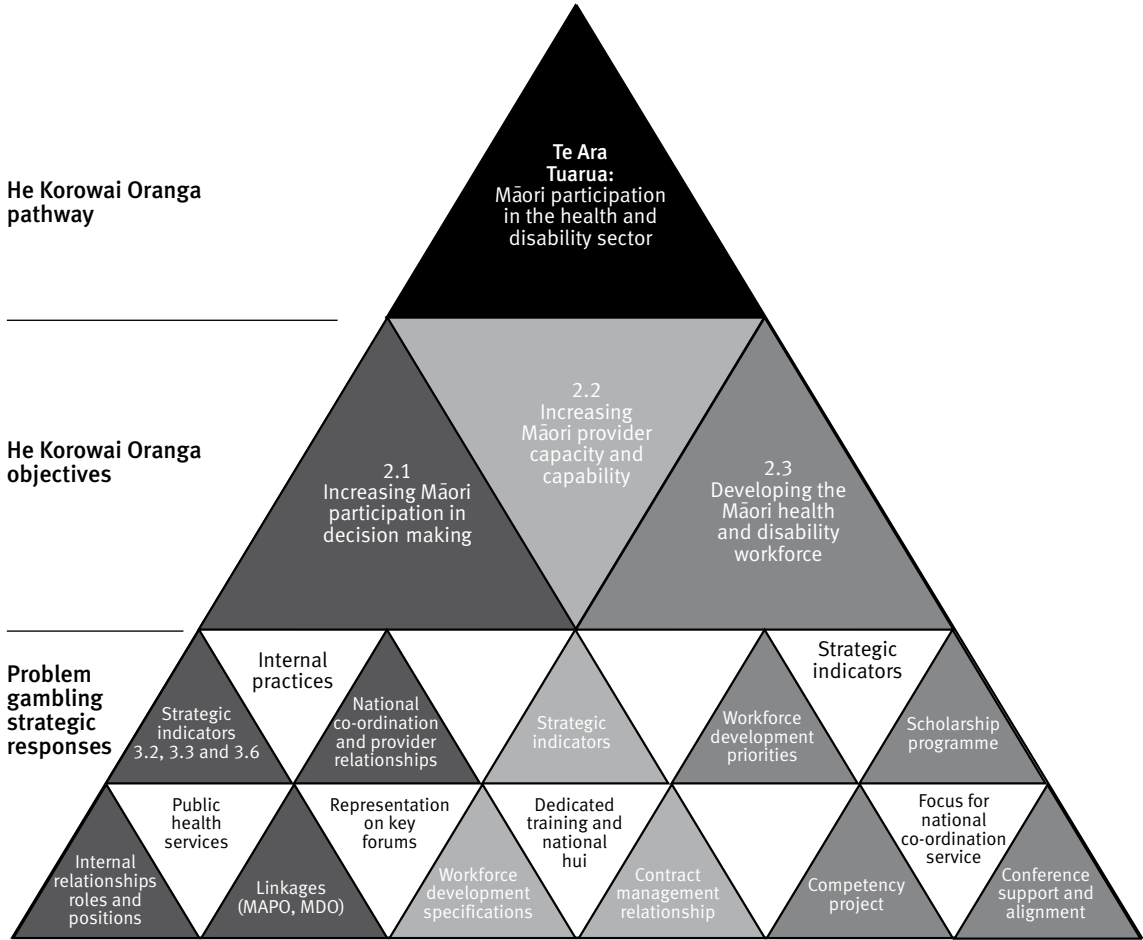 Te Ara
Tuarua:
Māori participation
in the health and
disability sector
He Korowai Oranga
pathway
He Korowai Oranga
objectives
2.1
Increasing Māori
participation in
decision making
2.2
Increasing
Māori provider
capacity and
capability
2.3
Developing the
Māori health
and disability
workforce
Problem
gambling
strategic
responses
Strategic
indicators
3.2, 3.3 and 3.6
Internal
practices
National
co-ordination
and provider
relationships
Strategic
indicators
Workforce
development
priorities
Strategic
indicators
Scholarship
programme
Internal
relationships
roles and
positions
Public
health
services
Linkages
(MAPO, MDO)
Representation
on key
forums
Workforce
development
specifications
Dedicated
training and
national
hui
Contract
management
relationship
Competency
project
Focus for
national
co-ordination
service
Conference
support and
alignment